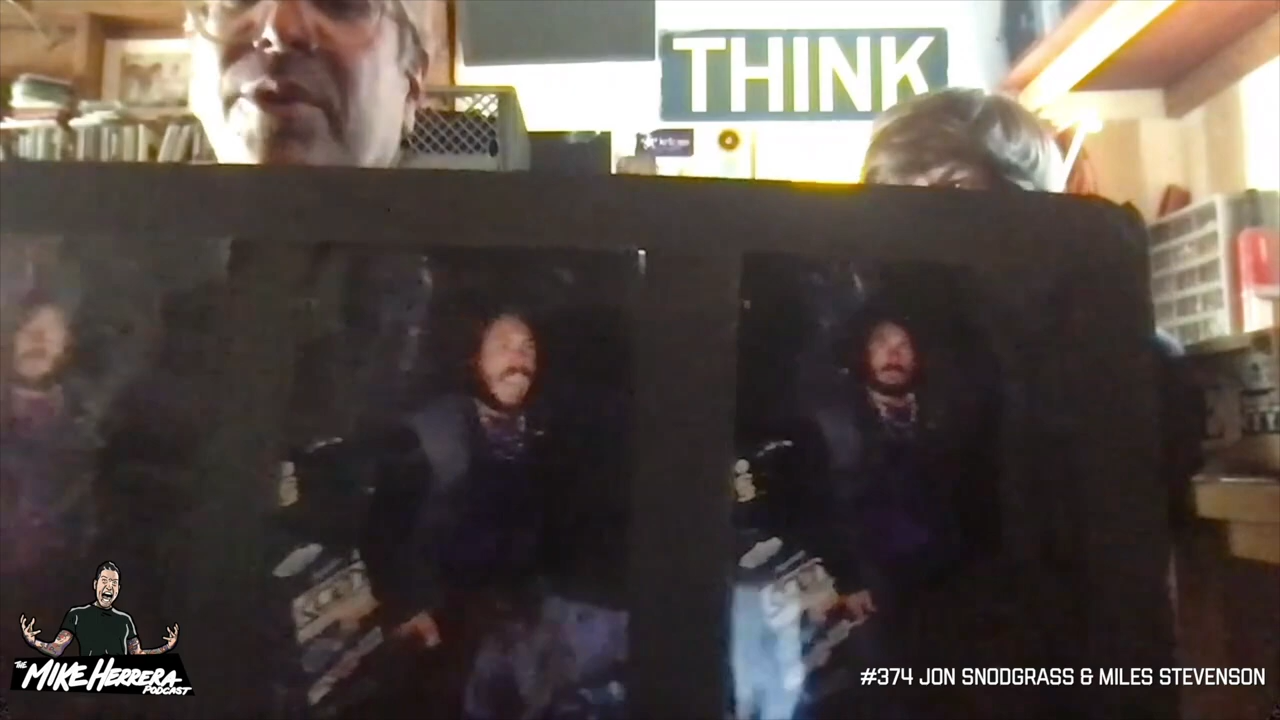 THINK
THE
MIKE HERRERA
PODCAST
#374 JON SNODGRASS & MILES STEVENSON